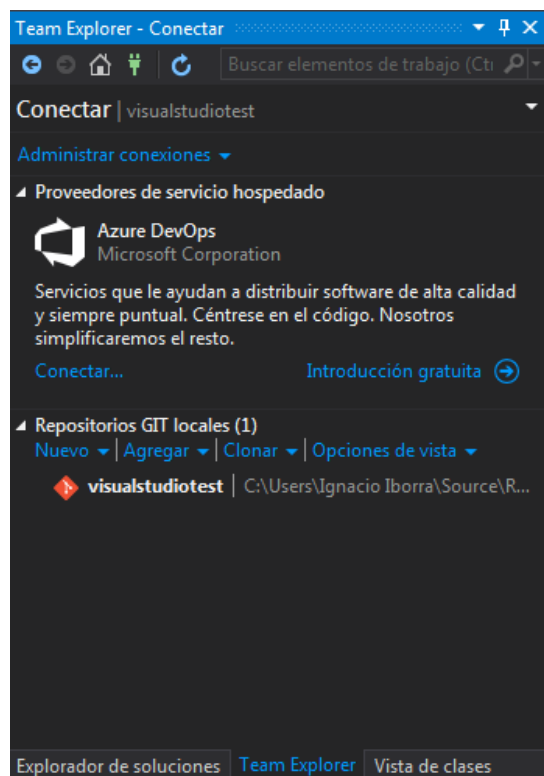 Team Explorer - Conectar
Buscar elementos de trabajo (Ctı
Conectar | visualstudiotest
Administrar conexiones
Proveedores de servicio hospedado
Azure DevOps
Microsoft Corporation
Servicios que le ayudan a distribuir software de alta calidad
y siempre puntual. Céntrese en el código. Nosotros
simplificaremos el resto.
Conectar... Introducción gratuita
Repositorios GIT locales (1)
Nuevo | Agregar | Clonar | Opciones de vista
visualstudiotest | C:\Users\Ignacio Iborra\Source\R...
Explorador de soluciones Team Explorer Vista de clases